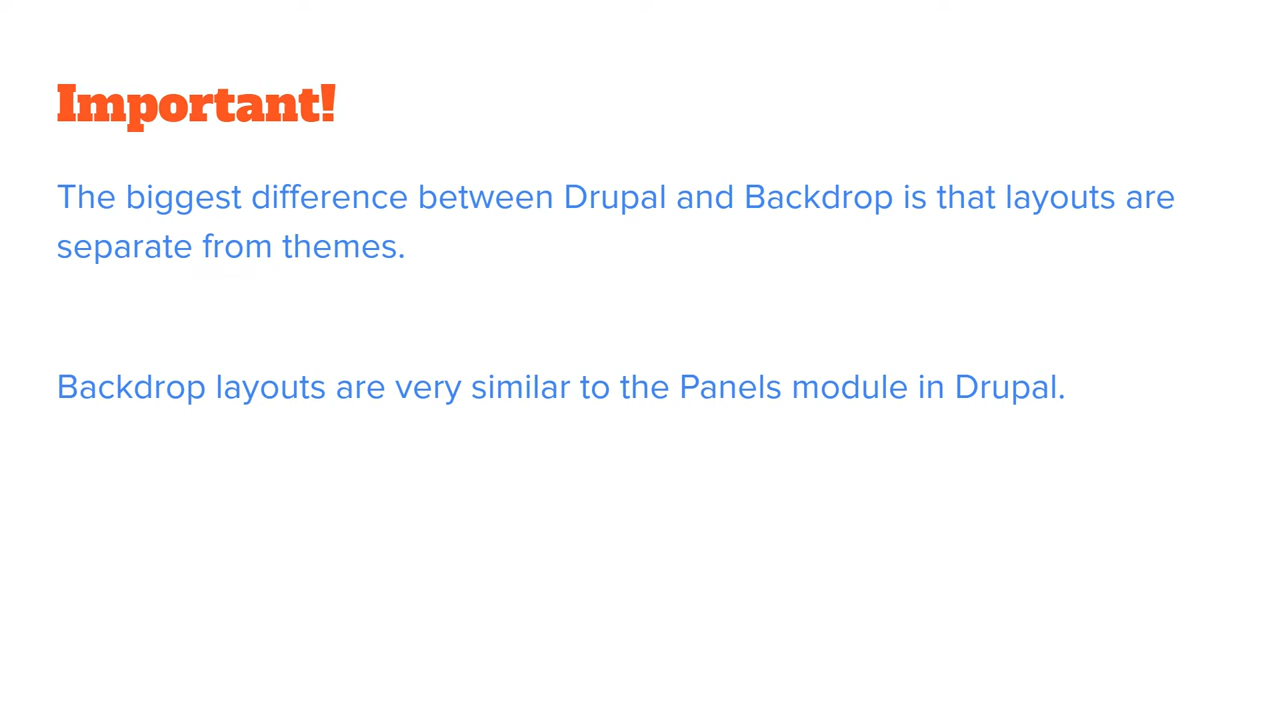 Important!
The biggest difference between Drupal and Backdrop is that layouts are
separate from themes.
Backdrop layouts are very similar to the Panels module in Drupal.